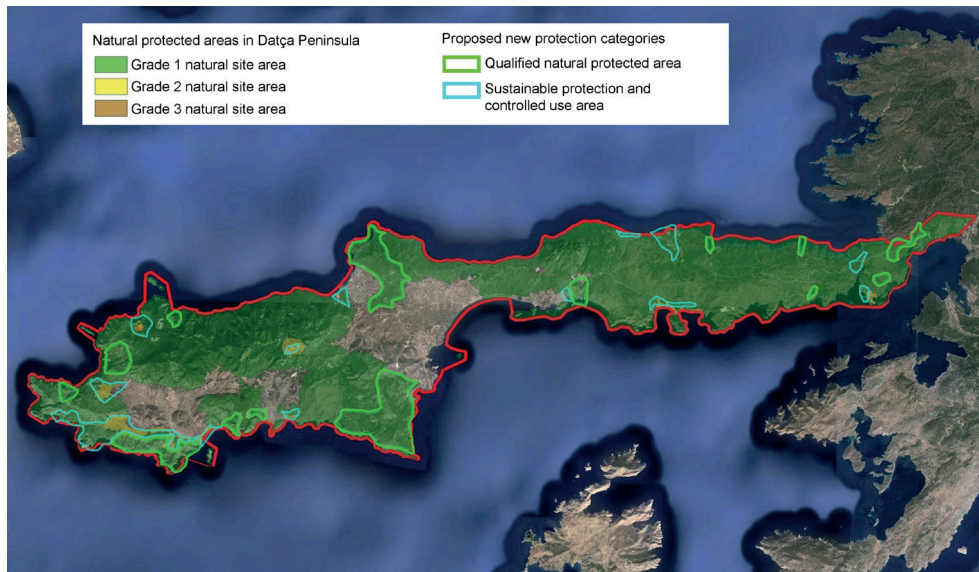 Natural protected areas in Datça Peninsula
Grade 1 natural site area
Grade 2 natural site area
Grade 3 natural site area
Proposed new protection categories
Qualified natural protected area
Sustainable protection and
controlled use area